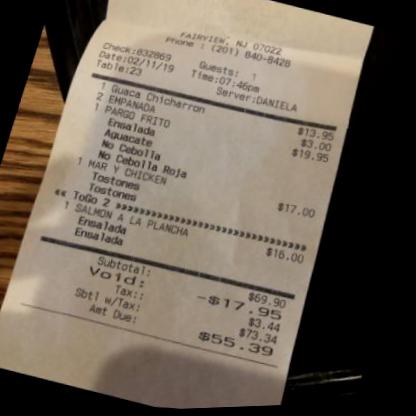 FAIRVIEW, NJ 07022
Phone : (201) 840-8428
Check:832869
Guests: 1
Date:02/11/19 Time:07:46pm
Table:23 Server:DANIELA
1 Guaca Chicharron $13.95
2 EMPANADA $3.00
1 PARGO FRITO $19.95
Ensalada
Aguacate
No Cebolla
No Cebolla Roja
1 MAR Y CHICKEN $17.00
Tostones
Tostones
«« ToGo 2 »»»»»»»»»»»»»»»»»»»»»»»»
1 SALMON A LA PLANCHA $16.00
Ensalada
Ensalada
Subtotal: $69.90
Void: -$17.95
Tax:: $3.44
Sbtl w/Tax: $73.34
Amt Due: $55.39